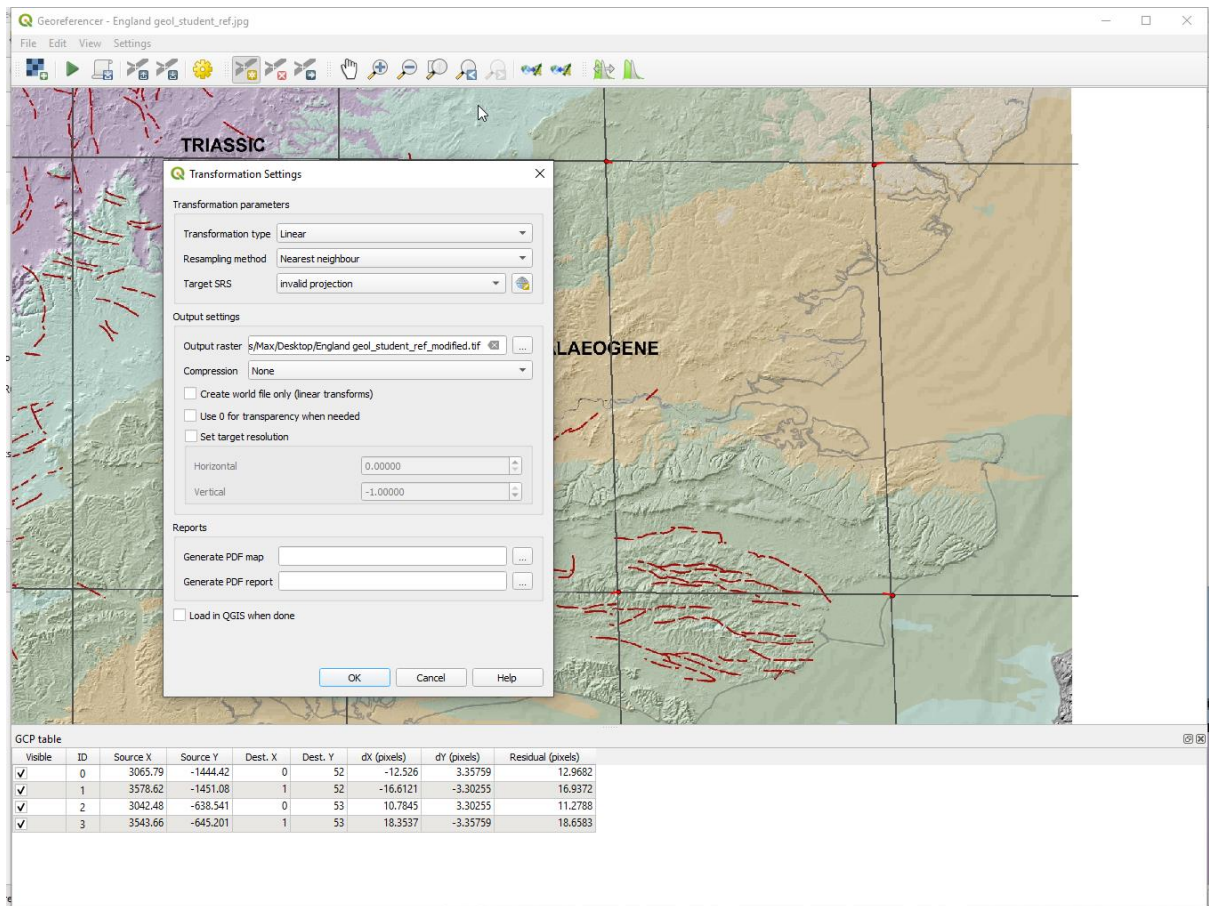 Georeferencer - England geol_student_ref.jpg
File Edit View Settings
TRIASSIC
Transformation Settings
Transformation parameters
Transformation type Linear
Resampling method Nearest neighbour
Target SRS invalid projection
Output settings
Output raster s/Max/Desktop/England geol_student_ref_modified.tif ...
LAEOGENE
Compression None
Create world file only (linear transforms)
Use 0 for transparency when needed
Set target resolution
Horizontal 0.00000
Vertical -1.00000
Reports
Generate PDF map ...
Generate PDF report ...
Load in QGIS when done
OK Cancel Help
GCP table
Visible ID Source X Source Y Dest. X Dest. Y dX (pixels) dY (pixels) Residual (pixels)
0 3065.79 -1444.42 0 52 -12.526 3.35759 12.9682
1 3578.62 -1451.08 1 52 -16.6121 -3.30255 16.9372
2 3042.48 -638.541 0 53 10.7845 3.30255 11.2788
3 3543.66 -645.201 1 53 18.3537 -3.35759 18.6583